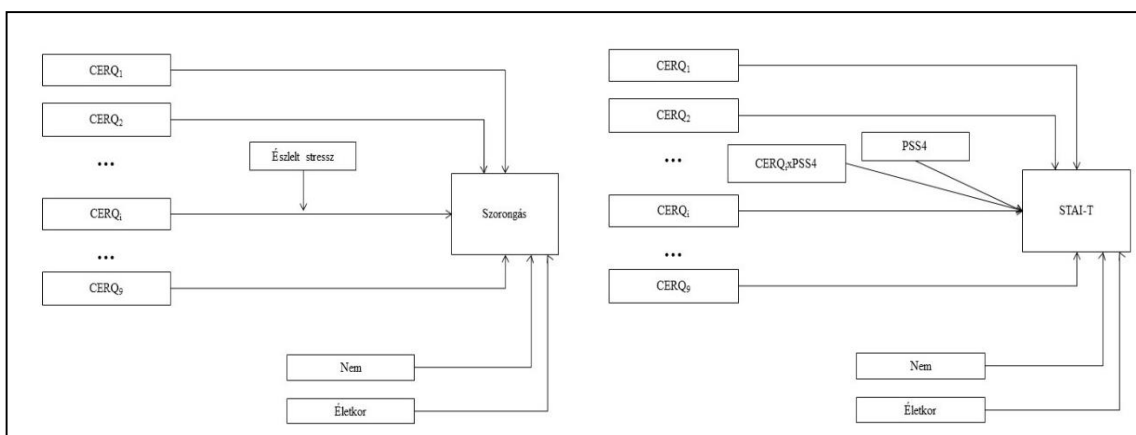 CERQ₁
CERQ₂
...
Észlelt stressz
CERQᵢ
Szorongás
...
CERQ₉
Nem
Életkor
CERQ₁
CERQ₂
PSS4
...
CERQᵢxPSS4
CERQᵢ
STAI-T
...
CERQ₉
Nem
Életkor